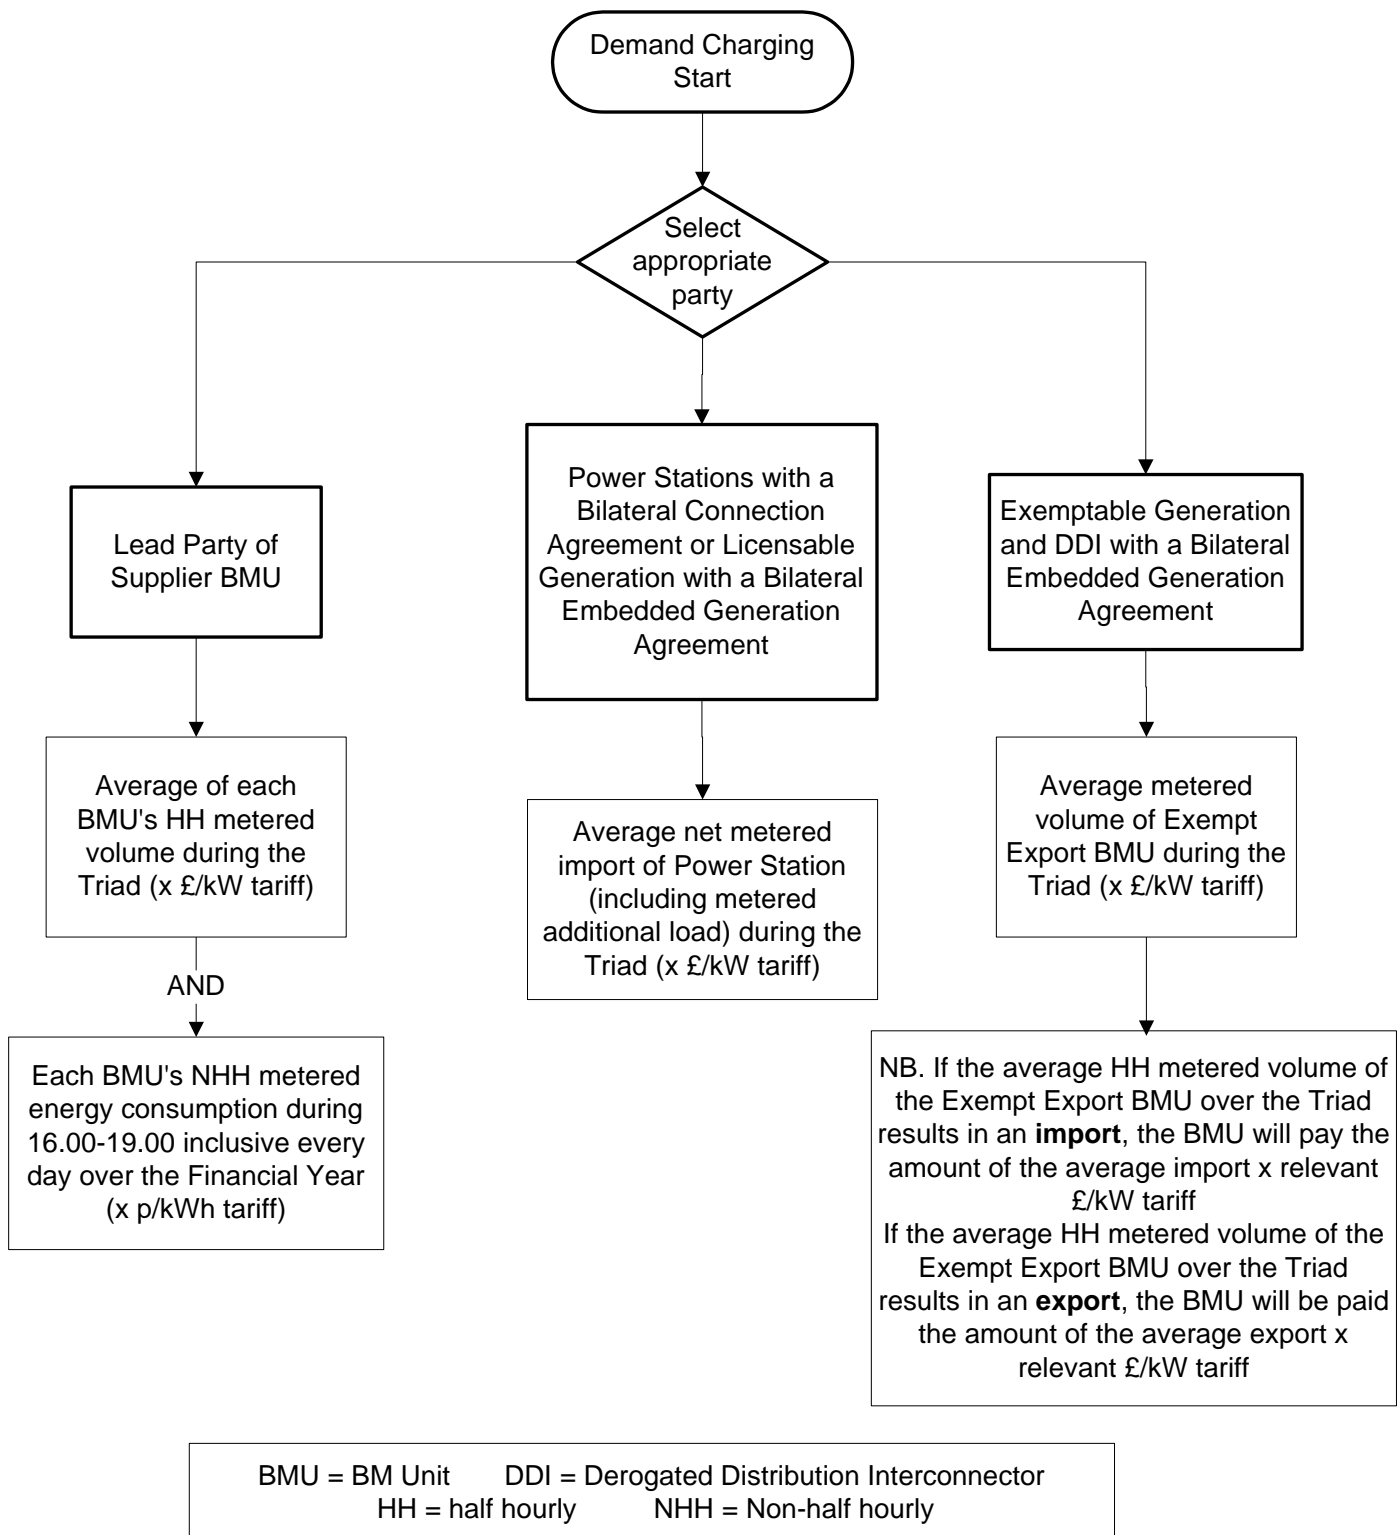 Demand Charging
Start
Select
appropriate
party
Lead Party of
Supplier BMU
Power Stations with a
Bilateral Connection
Agreement or Licensable
Generation with a Bilateral
Embedded Generation
Agreement
Exemptable Generation
and DDI with a Bilateral
Embedded Generation
Agreement
Average of each
BMU's HH metered
volume during the
Triad (x £/kW tariff)
AND
Each BMU's NHH metered
energy consumption during
16.00-19.00 inclusive every
day over the Financial Year
(x p/kWh tariff)
Average net metered
import of Power Station
(including metered
additional load) during the
Triad (x £/kW tariff)
Average metered
volume of Exempt
Export BMU during the
Triad (x £/kW tariff)
NB. If the average HH metered volume of
the Exempt Export BMU over the Triad
results in an import, the BMU will pay the
amount of the average import x relevant
£/kW tariff
If the average HH metered volume of the
Exempt Export BMU over the Triad
results in an export, the BMU will be paid
the amount of the average export x
relevant £/kW tariff
BMU = BM Unit DDI = Derogated Distribution Interconnector
HH = half hourly NHH = Non-half hourly